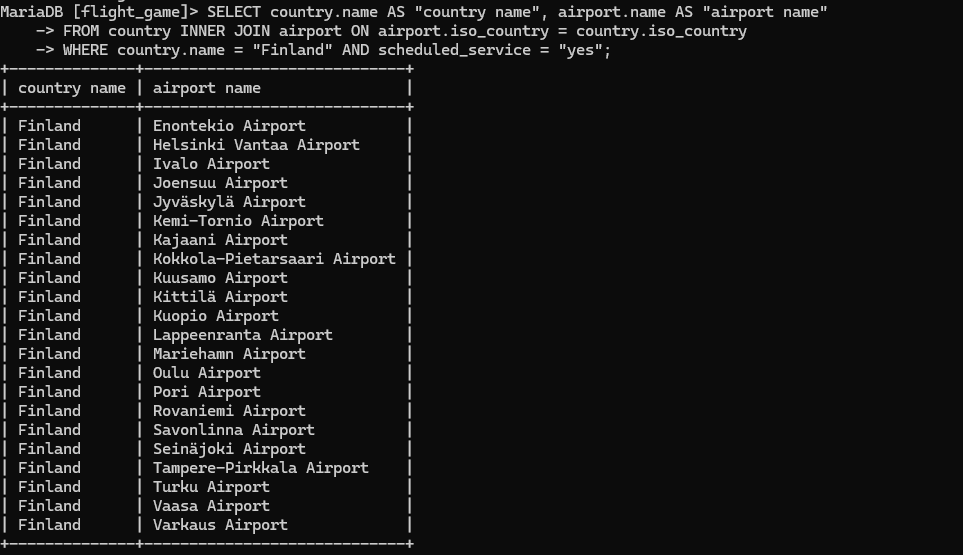 MariaDB [flight_game]> SELECT country.name AS "country name", airport.name AS "airport name"
    -> FROM country INNER JOIN airport ON airport.iso_country = country.iso_country
    -> WHERE country.name = "Finland" AND scheduled_service = "yes";
+--------------+----------------------------+
| country name | airport name               |
+--------------+----------------------------+
| Finland      | Enontekio Airport          |
| Finland      | Helsinki Vantaa Airport    |
| Finland      | Ivalo Airport              |
| Finland      | Joensuu Airport            |
| Finland      | Jyväskylä Airport          |
| Finland      | Kemi-Tornio Airport        |
| Finland      | Kajaani Airport            |
| Finland      | Kokkola-Pietarsaari Airport |
| Finland      | Kuusamo Airport            |
| Finland      | Kittilä Airport            |
| Finland      | Kuopio Airport             |
| Finland      | Lappeenranta Airport       |
| Finland      | Mariehamn Airport          |
| Finland      | Oulu Airport               |
| Finland      | Pori Airport               |
| Finland      | Rovaniemi Airport          |
| Finland      | Savonlinna Airport         |
| Finland      | Seinäjoki Airport          |
| Finland      | Tampere-Pirkkala Airport   |
| Finland      | Turku Airport              |
| Finland      | Vaasa Airport              |
| Finland      | Varkaus Airport            |
+--------------+----------------------------+